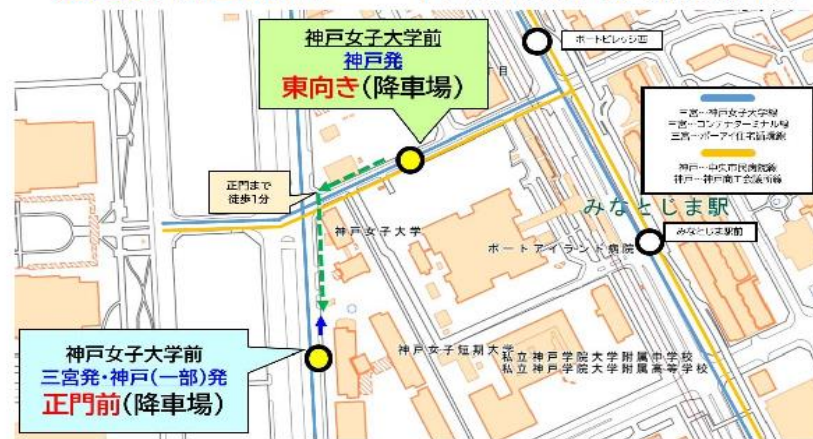 神戸女子大学前
神戸発
東向き(降車場)
丁目
ポートピレッジ西
三宮⋯神戸女子大学線
三宮⋯コンテナターミナル線
三宮⋯ポーアイ住宅循環線
神戸⋯中央市民病院線
神戸⋯神戸商工会議所線
正門まで
徒歩1分
みなとじま駅
みなとじま駅前
神戸女子大学
ポートアイランド病院
神戸女子短期大学
私立神戸学院大学附属中学校
私立神戸学院大学附属高等学校
神戸女子大学前
三宮発・神戸(一部)発
正門前(降車場)